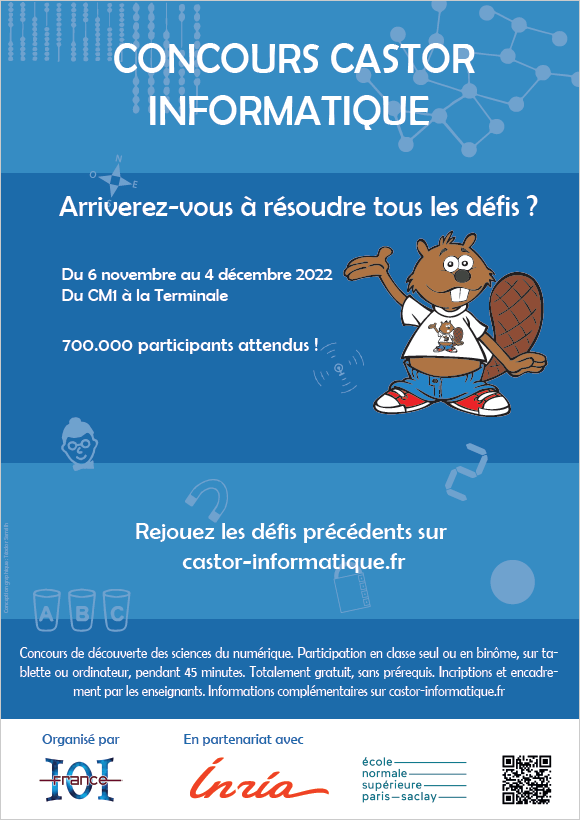 CONCOURS CASTOR
INFORMATIQUE
N
O
E
Arriverez-vous à résoudre tous les défis ?
Du 6 novembre au 4 décembre 2022
Du CM1 à la Terminale
700.000 participants attendus !
Rejouez les défis précédents sur
castor-informatique.fr
A B C
Concours de découverte des sciences du numérique. Participation en classe seul ou en binôme, sur ta-
blette ou ordinateur, pendant 45 minutes. Totalement gratuit, sans prérequis. Incriptions et encadre-
ment par les enseignants. Informations complémentaires sur castor-informatique.fr
Organisé par
En partenariat avec
France
IOI
Inria
école
normale
supérieure
paris-saclay